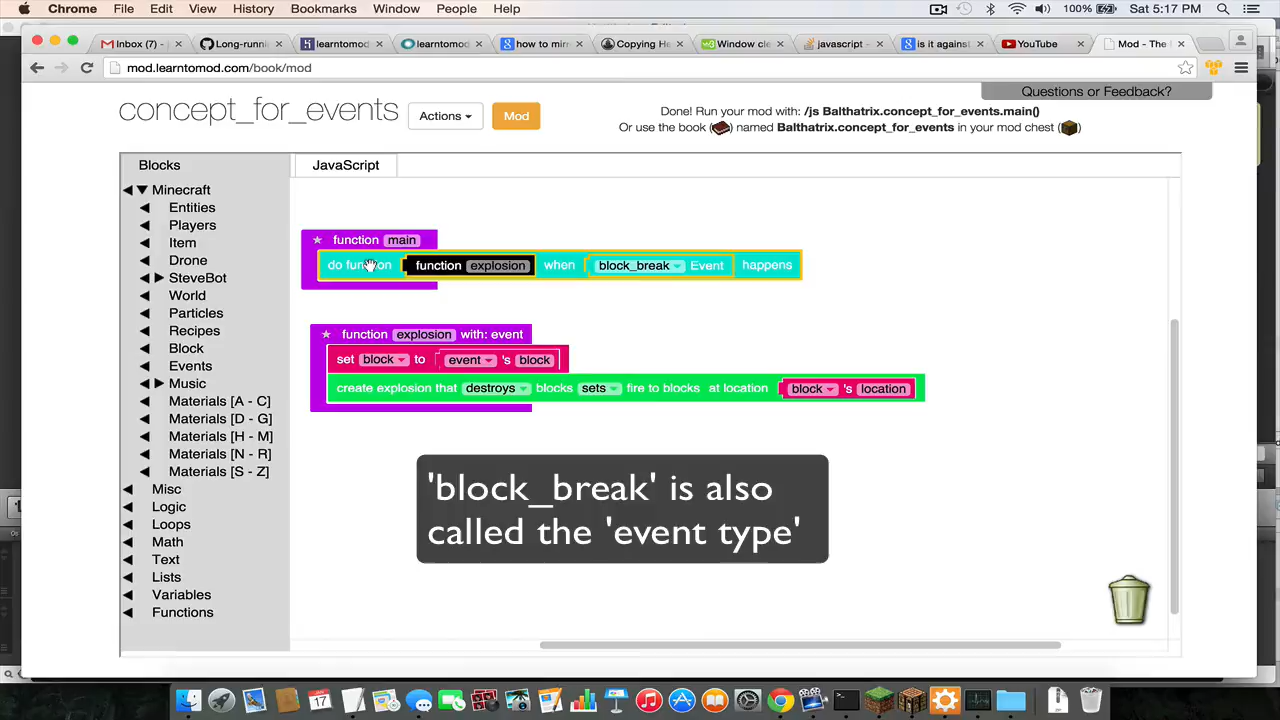 Chrome File Edit View History Bookmarks Window People Help 100% Sat 5:17 PM
Inbox (7) - Long-runni learntomod learntomod how to mirr Copying He Window cle javascript - is it against YouTube Mod - The
mod.learntomod.com/book/mod
Questions or Feedback?
concept_for_events Actions Mod
Done! Run your mod with: /js Balthatrix.concept_for_events.main()
Or use the book ( ) named Balthatrix.concept_for_events in your mod chest ( )
Blocks
JavaScript
Minecraft
Entities
Players
Item
Drone
SteveBot
World
Particles
Recipes
Block
Events
Music
Materials [A - C]
Materials [D - G]
Materials [H - M]
Materials [N - R]
Materials [S - Z]
Misc
Logic
Loops
Math
Text
Lists
Variables
Functions
function main
do function function explosion when block_break Event happens
function explosion with: event
set block to event 's block
create explosion that destroys blocks sets fire to blocks at location block 's location
'block_break' is also
called the 'event type'
17